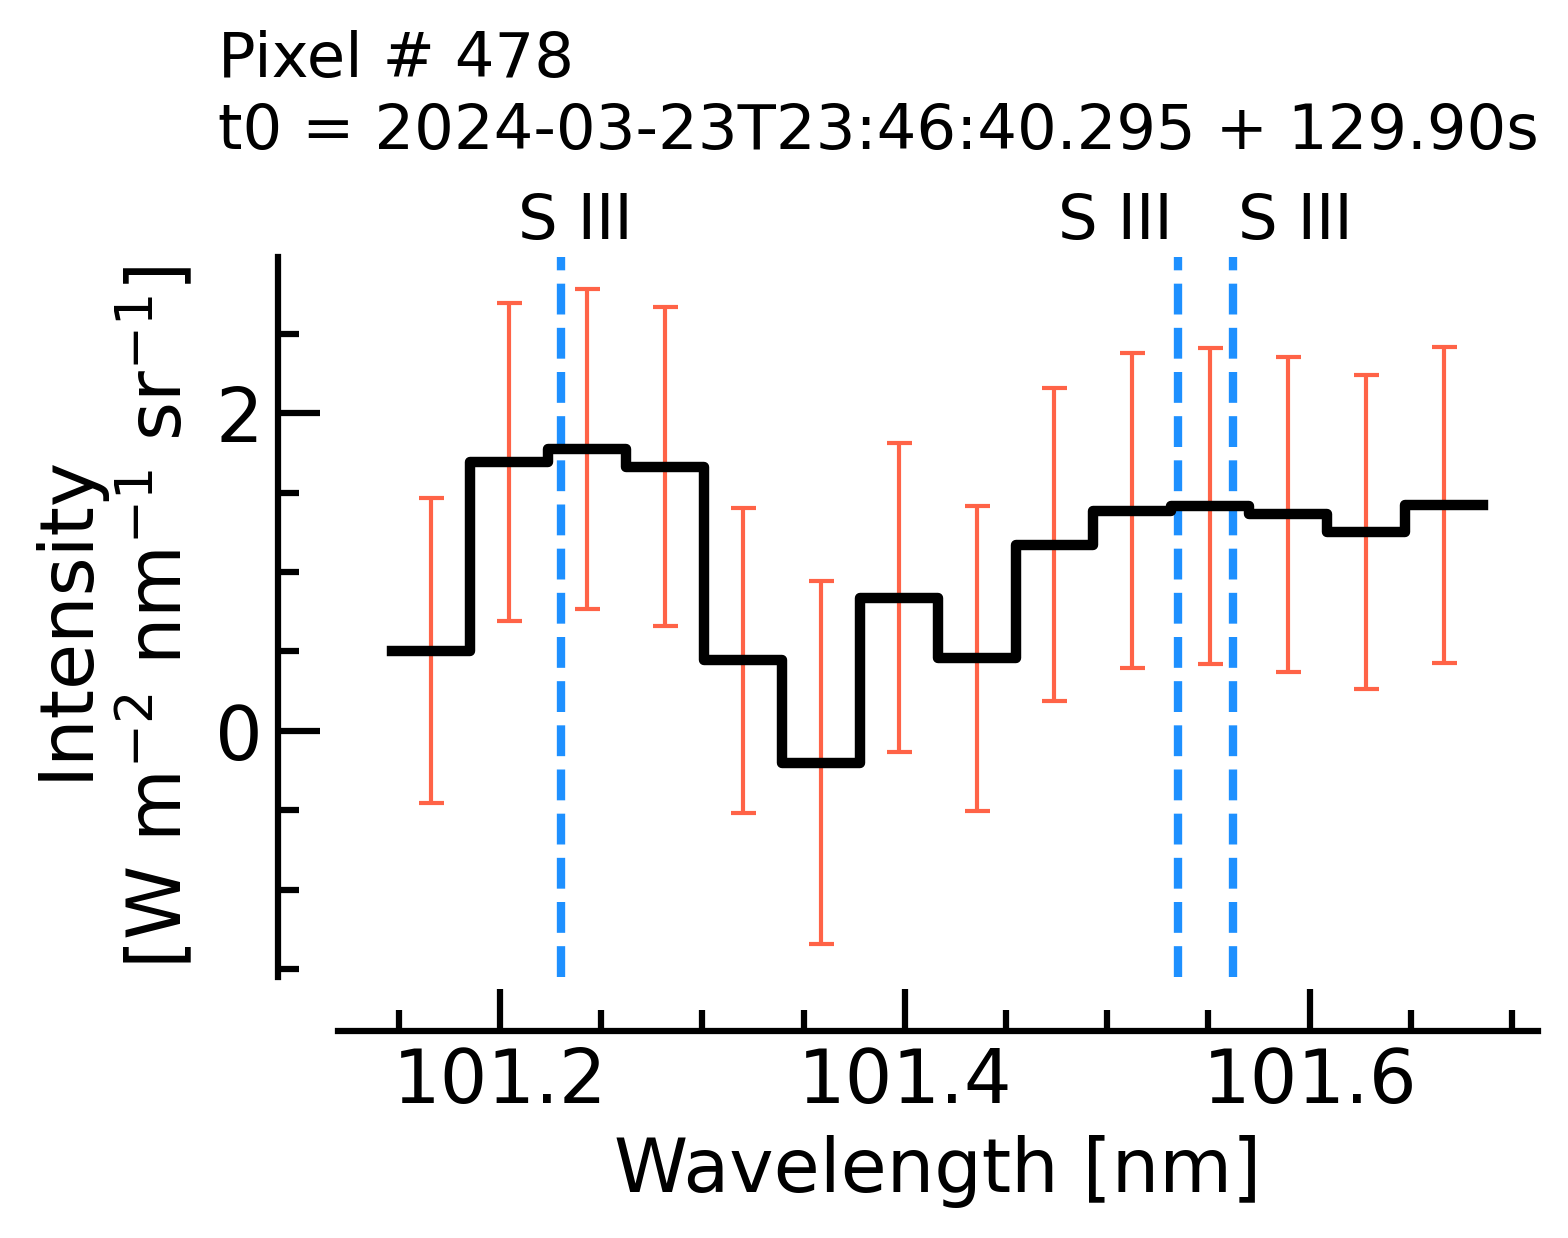 Pixel # 478
t0 = 2024-03-23T23:46:40.295 + 129.90s
S III S III S III
Intensity
[W m⁻² nm⁻¹ sr⁻¹]
2
0
101.2 101.4 101.6
Wavelength [nm]